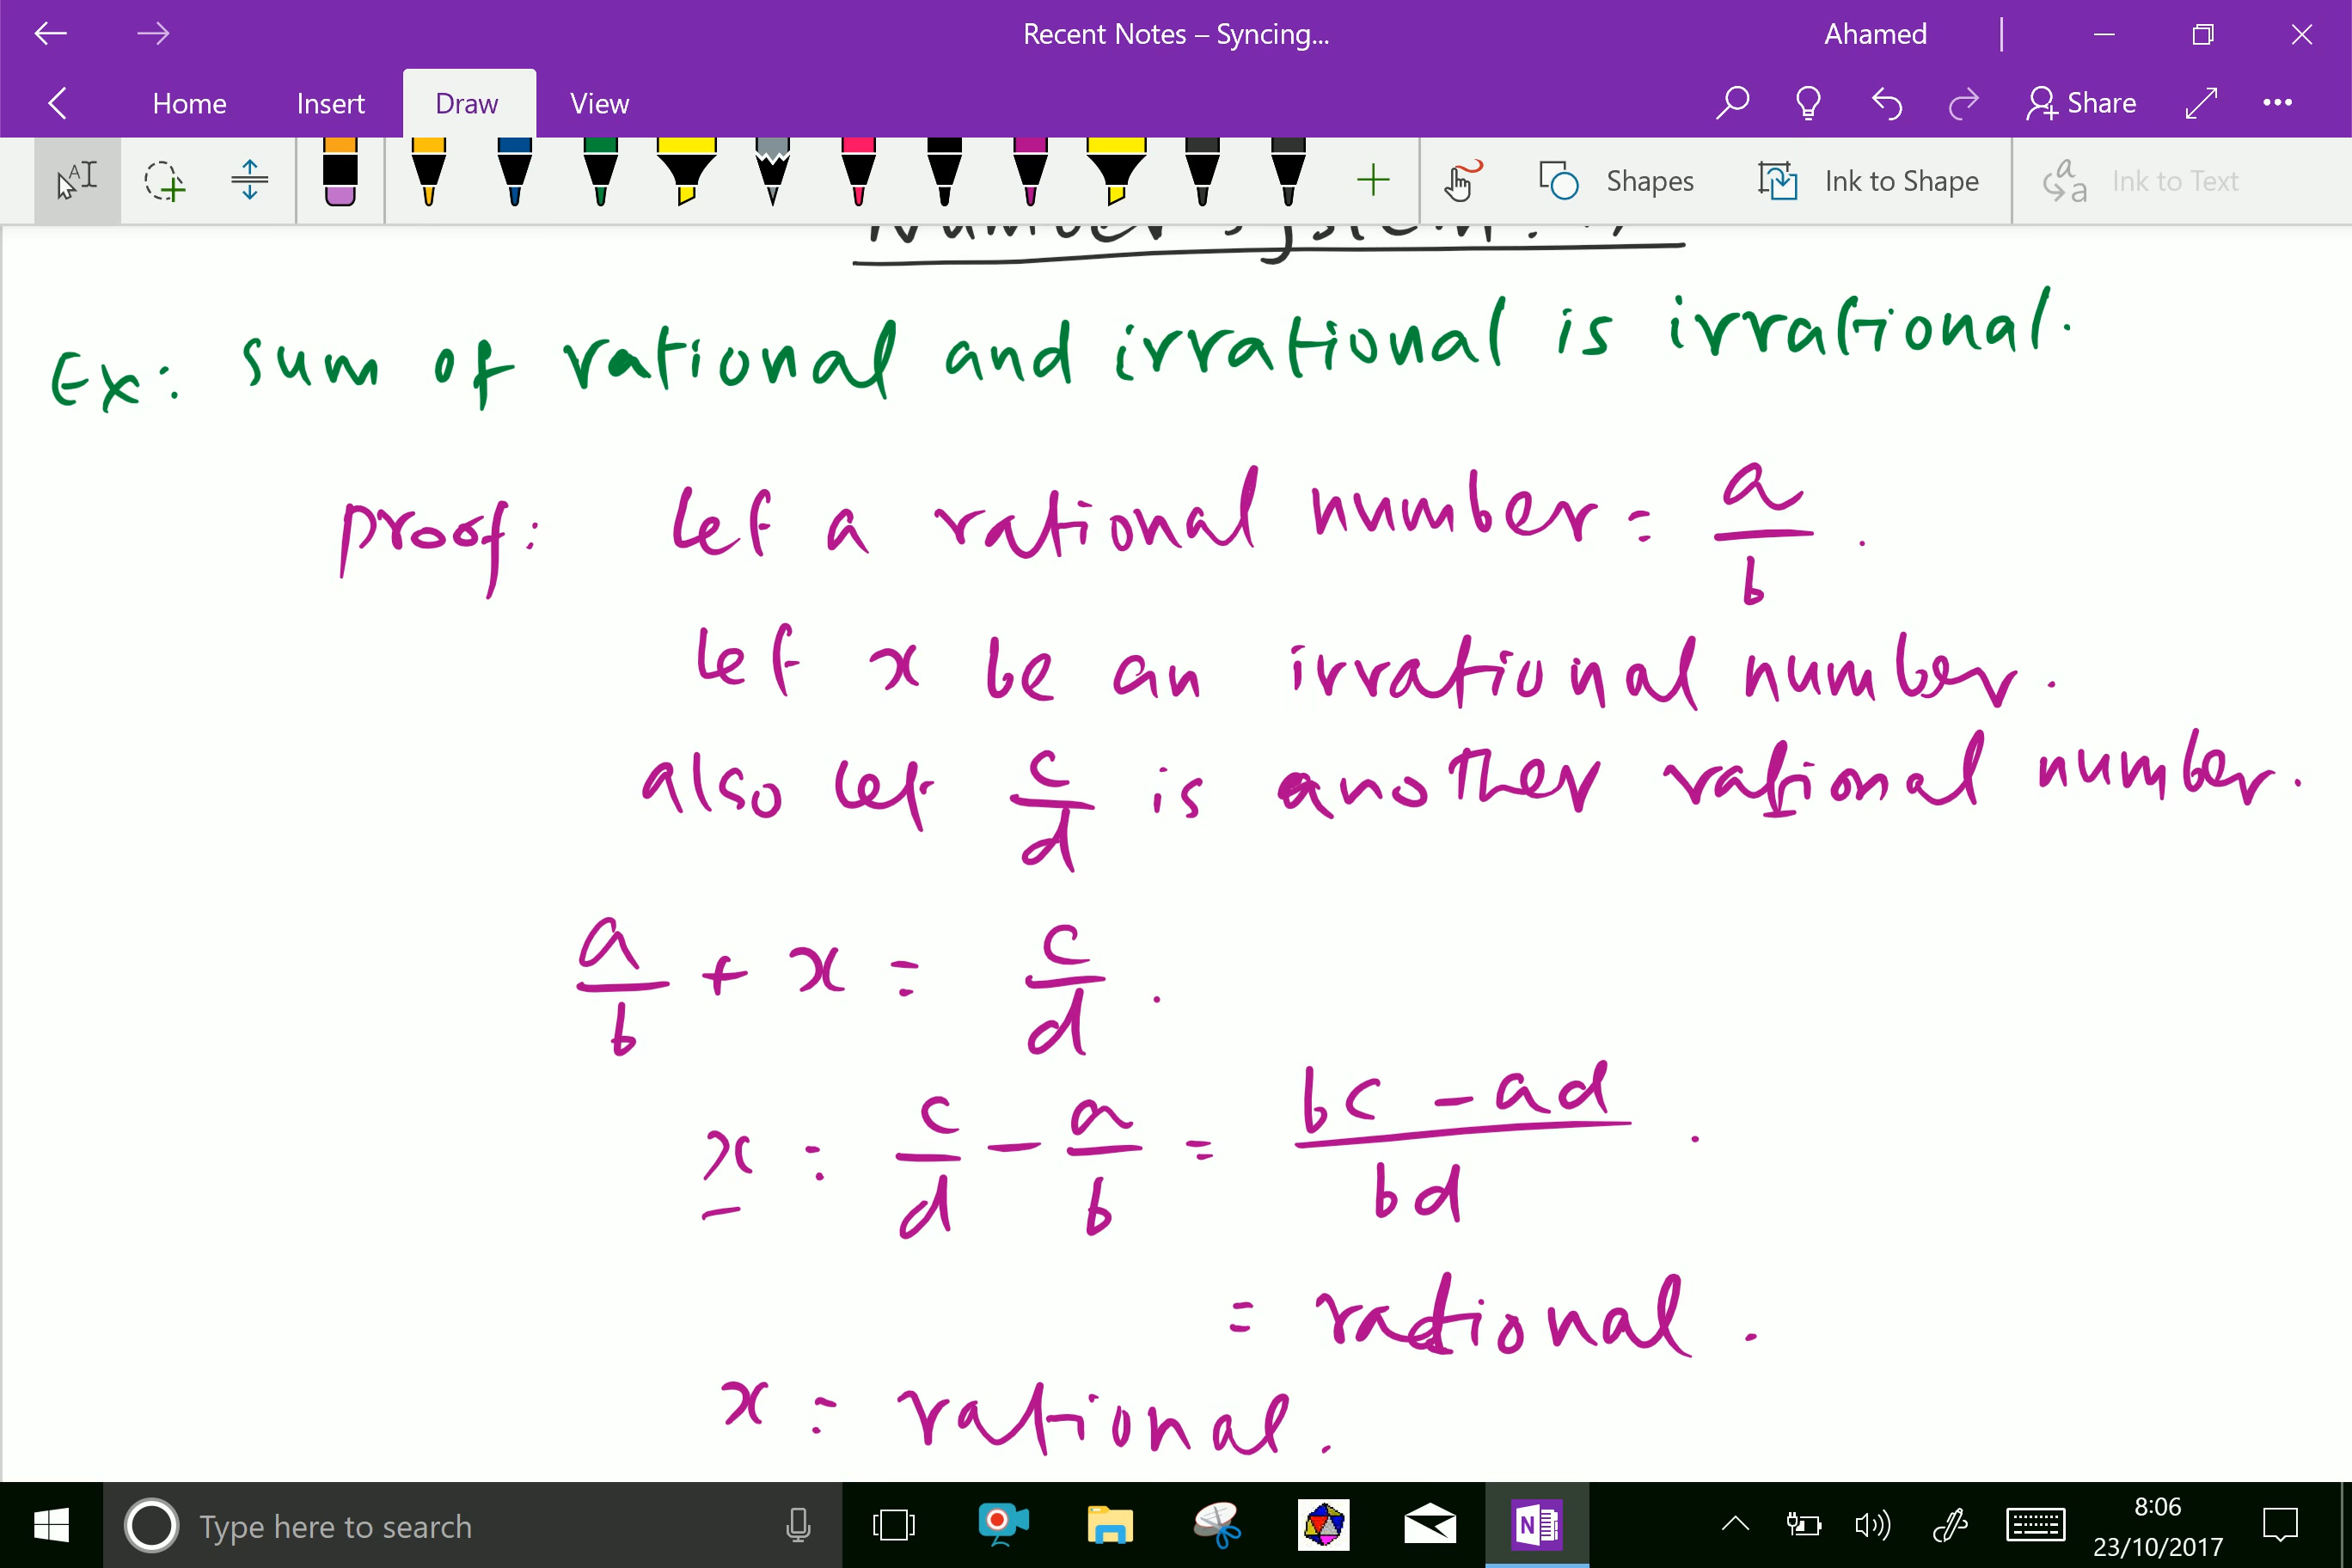 Recent Notes – Syncing...
Ahamed
Home Insert Draw View
Share
Shapes Ink to Shape Ink to Text
Number system
Ex: sum of rational and irrational is irrational.
proof: let a rational number = a/b .
let x be an irrational number.
also let c/d is another rational number.
a/b + x = c/d .
x = c/d − a/b = bc − ad / bd .
= rational .
x = rational .
Type here to search
8:06
23/10/2017